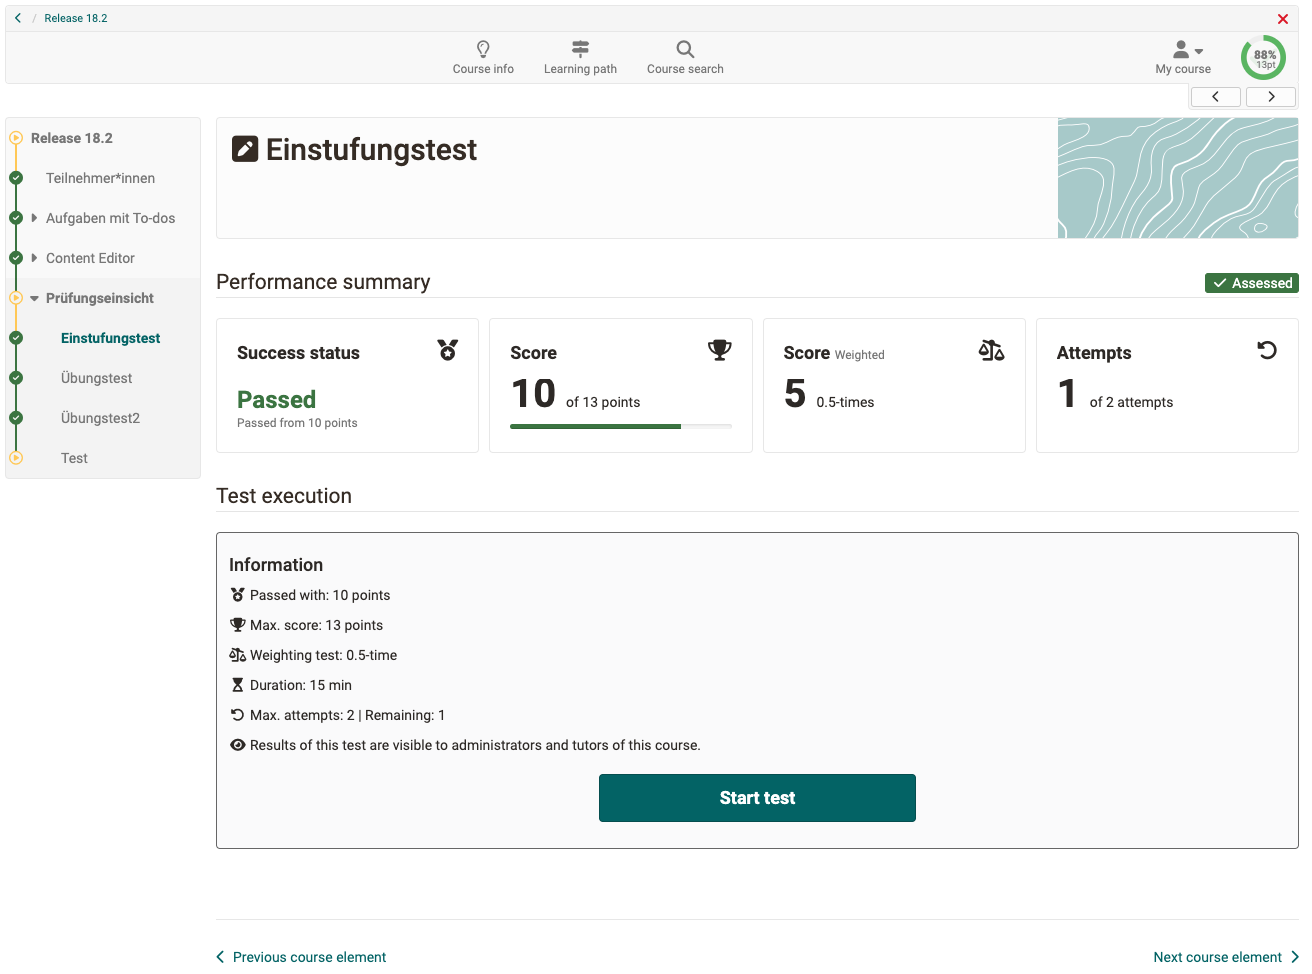 / Release 18.2
Course info
Learning path
Course search
My course
88%
13pt
Release 18.2
Teilnehmer*innen
Aufgaben mit To-dos
Content Editor
Prüfungseinsicht
Einstufungstest
Übungstest
Übungstest2
Test
Einstufungstest
Performance summary
Assessed
Success status
Passed
Passed from 10 points
Score
10 of 13 points
Score Weighted
5 0.5-times
Attempts
1 of 2 attempts
Test execution
Information
Passed with: 10 points
Max. score: 13 points
Weighting test: 0.5-time
Duration: 15 min
Max. attempts: 2 | Remaining: 1
Results of this test are visible to administrators and tutors of this course.
Start test
Previous course element
Next course element